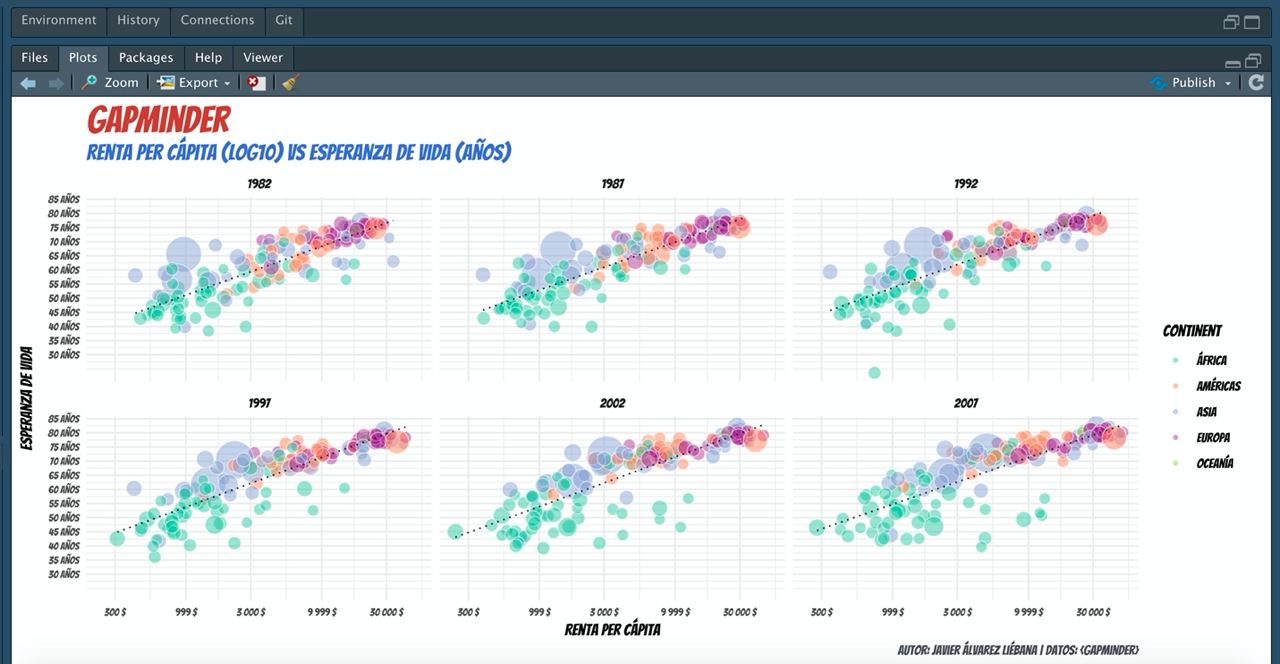 Environment History Connections Git
Files Plots Packages Help Viewer
Zoom Export Publish
GAPMINDER
RENTA PER CÁPITA (LOG10) VS ESPERANZA DE VIDA (AÑOS)
1982 1987 1992
85 AÑOS
80 AÑOS
75 AÑOS
70 AÑOS
65 AÑOS
60 AÑOS
55 AÑOS
50 AÑOS
45 AÑOS
40 AÑOS
35 AÑOS
30 AÑOS
ESPERANZA DE VIDA
1997 2002 2007
85 AÑOS
80 AÑOS
75 AÑOS
70 AÑOS
65 AÑOS
60 AÑOS
55 AÑOS
50 AÑOS
45 AÑOS
40 AÑOS
35 AÑOS
30 AÑOS
300 $ 999 $ 3 000 $ 9 999 $ 30 000 $ 300 $ 999 $ 3 000 $ 9 999 $ 30 000 $ 300 $ 999 $ 3 000 $ 9 999 $ 30 000 $
RENTA PER CÁPITA
CONTINENT
ÁFRICA
AMÉRICAS
ASIA
EUROPA
OCEANÍA
AUTOR: JAVIER ÁLVAREZ LIÉBANA | DATOS: {GAPMINDER}